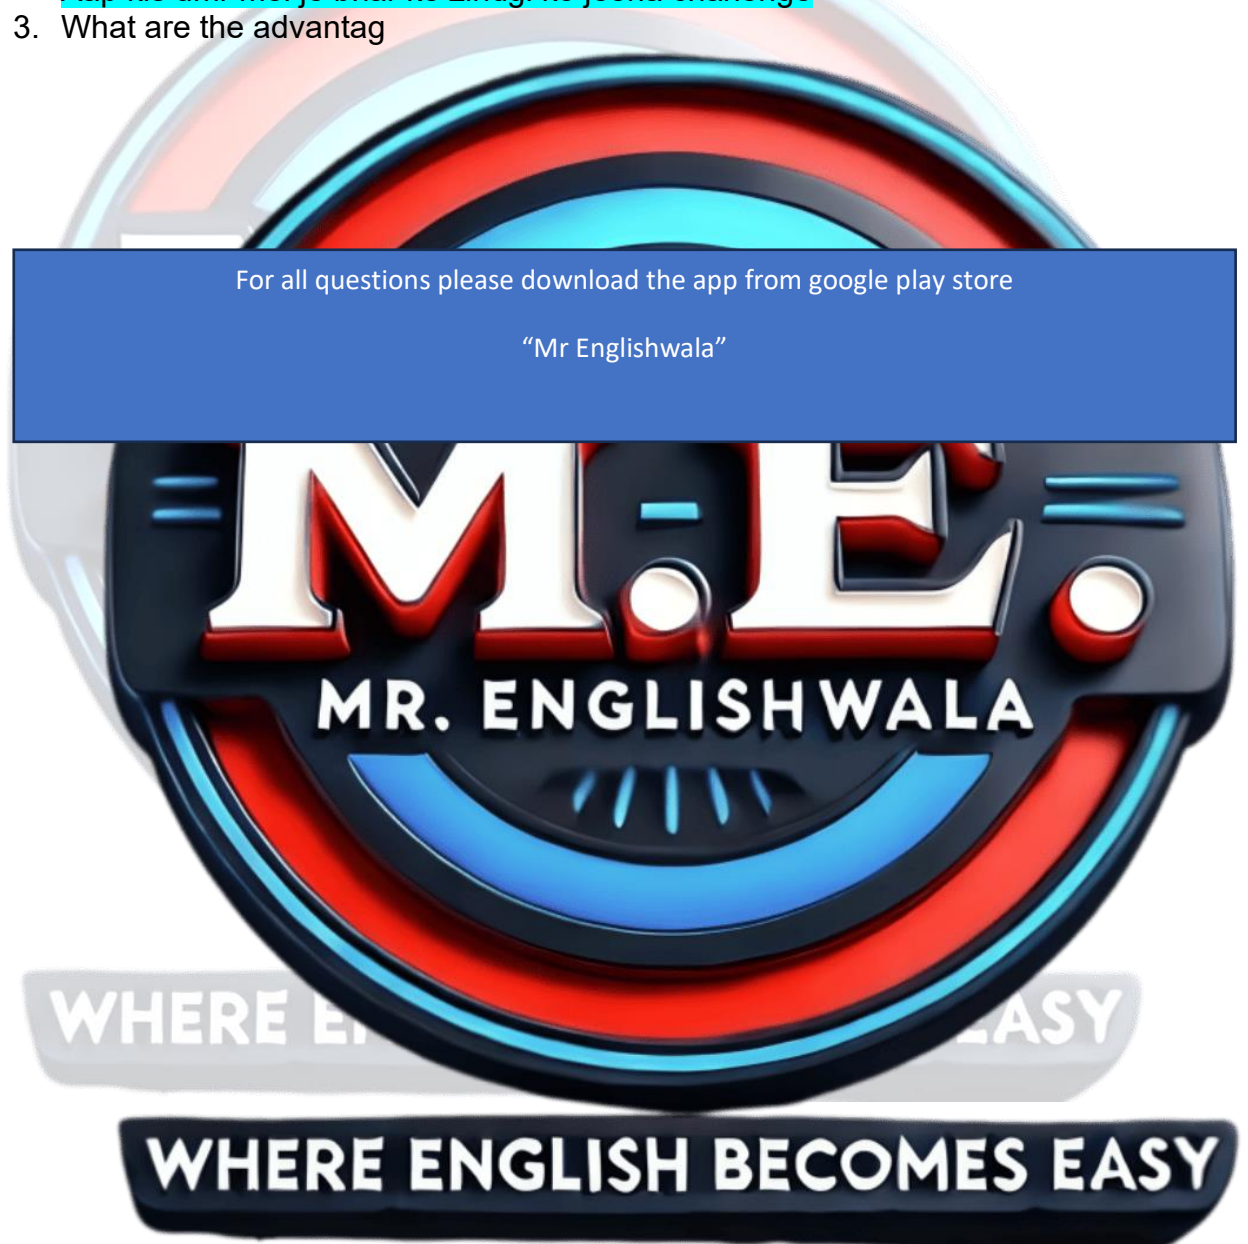 3. What are the advantag
For all questions please download the app from google play store
“Mr Englishwala”
M.E.
MR. ENGLISHWALA
WHERE E ASY
WHERE ENGLISH BECOMES EASY